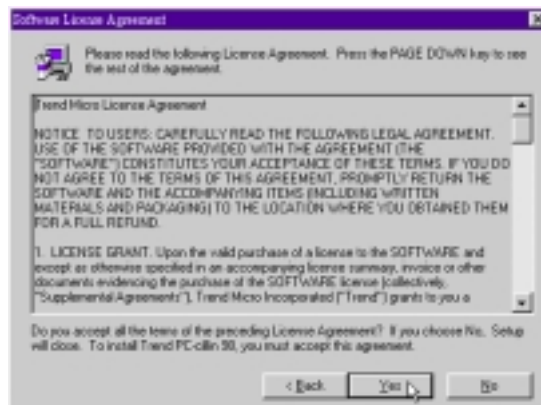 Software License Agreement
Please read the following License Agreement. Press the PAGE DOWN key to see
the rest of the agreement.
Trend Micro License Agreement
NOTICE TO USERS: CAREFULLY READ THE FOLLOWING LEGAL AGREEMENT.
USE OF THE SOFTWARE PROVIDED WITH THE AGREEMENT (THE
"SOFTWARE") CONSTITUTES YOUR ACCEPTANCE OF THESE TERMS. IF YOU DO
NOT AGREE TO THE TERMS OF THIS AGREEMENT, PROMPTLY RETURN THE
SOFTWARE AND THE ACCOMPANYING ITEMS (INCLUDING WRITTEN
MATERIALS AND PACKAGING) TO THE LOCATION WHERE YOU OBTAINED THEM
FOR A FULL REFUND.
1. LICENSE GRANT. Upon the valid purchase of a license to the SOFTWARE and
except as otherwise specified in an accompanying license summary, invoice or other
documents evidencing the purchase of the SOFTWARE license (collectively,
"Supplemental Agreements"), Trend Micro Incorporated ("Trend") grants to you a
Do you accept all the terms of the preceding License Agreement? If you choose No, Setup
will close. To install Trend PC-cillin 98, you must accept this agreement.
< Back
Yes
No